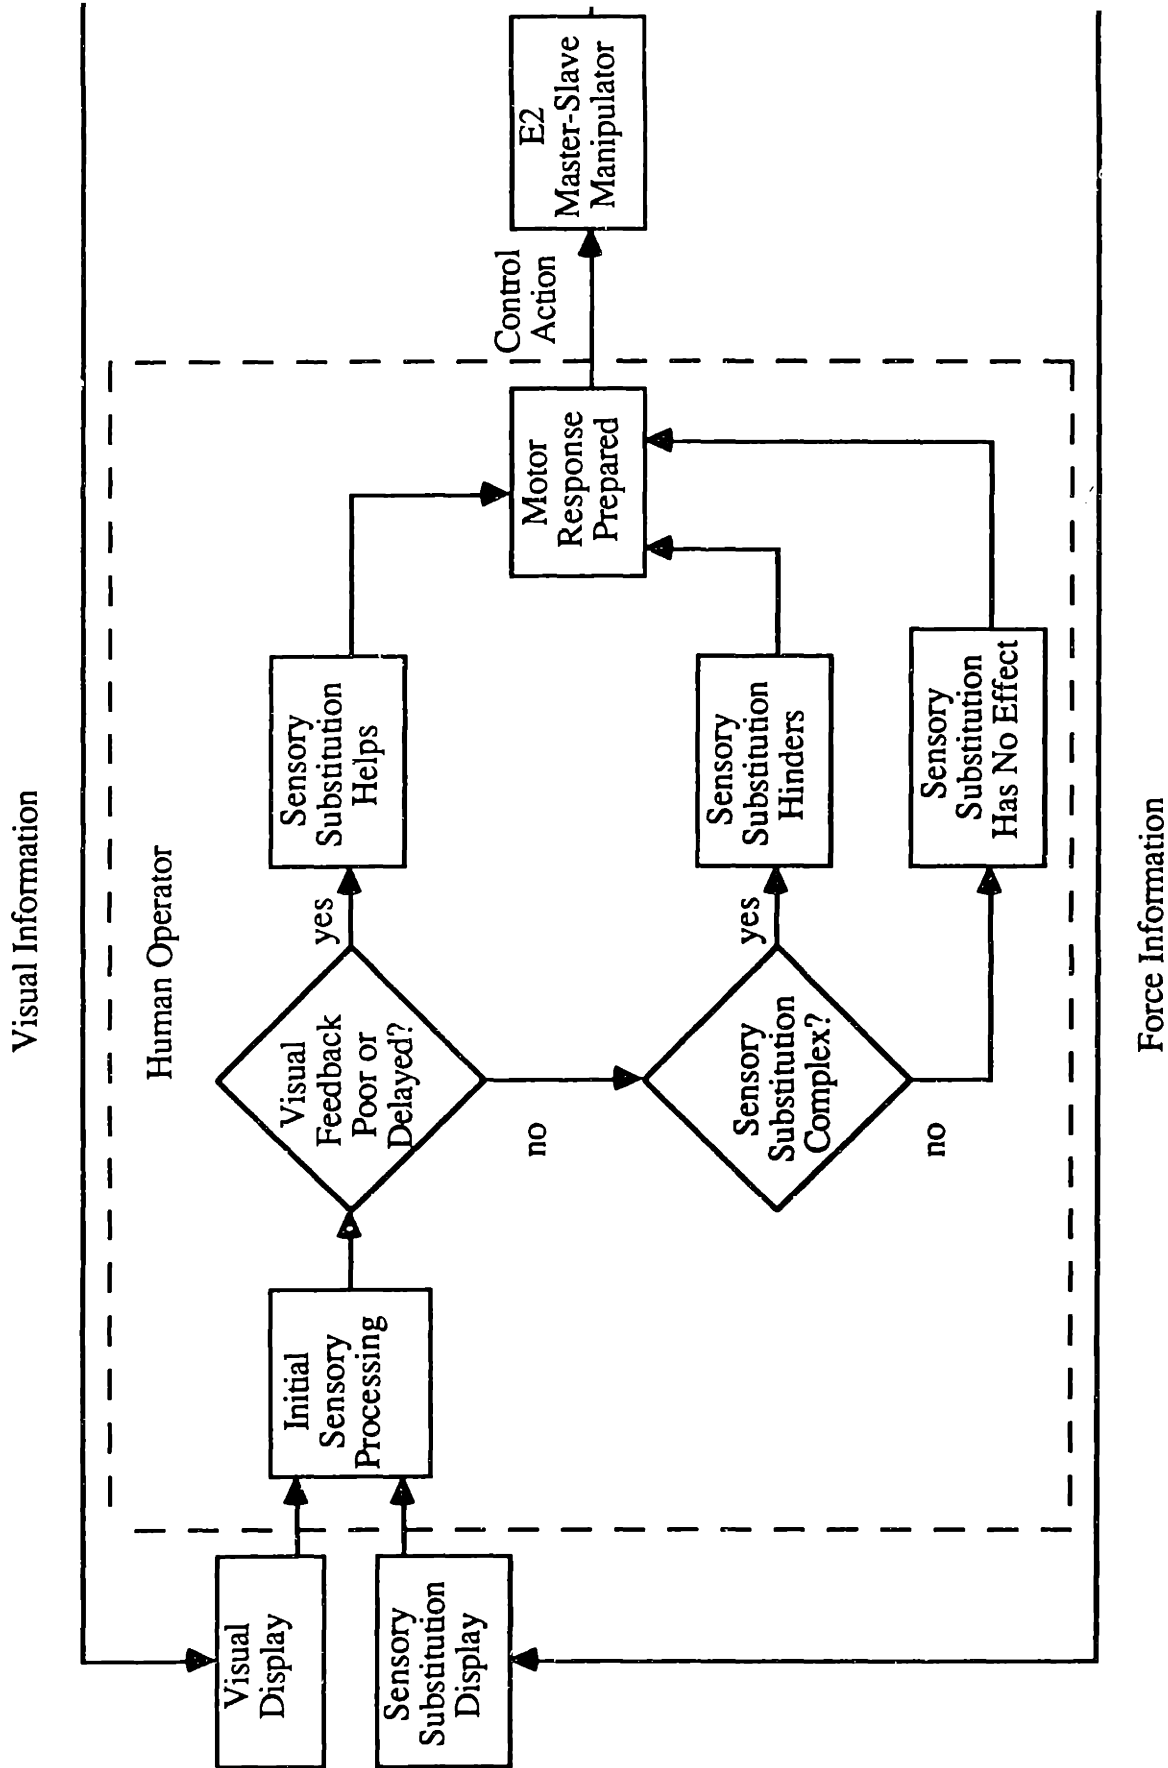 Visual Information
Human Operator
Visual
Display
Sensory
Substitution
Display
Initial
Sensory
Processing
Visual
Feedback
Poor or
Delayed?
yes
no
Sensory
Substitution
Helps
Sensory
Substitution
Complex?
yes
no
Sensory
Substitution
Hinders
Sensory
Substitution
Has No Effect
Motor
Response
Prepared
Control
Action
E2
Master-Slave
Manipulator
Force Information